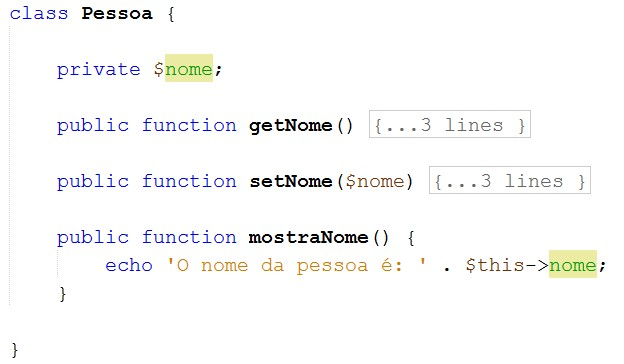 class Pessoa {
private $nome;
public function getNome() {...3 lines }
public function setNome($nome) {...3 lines }
public function mostraNome() {
echo 'O nome da pessoa é: ' . $this->nome;
}
}